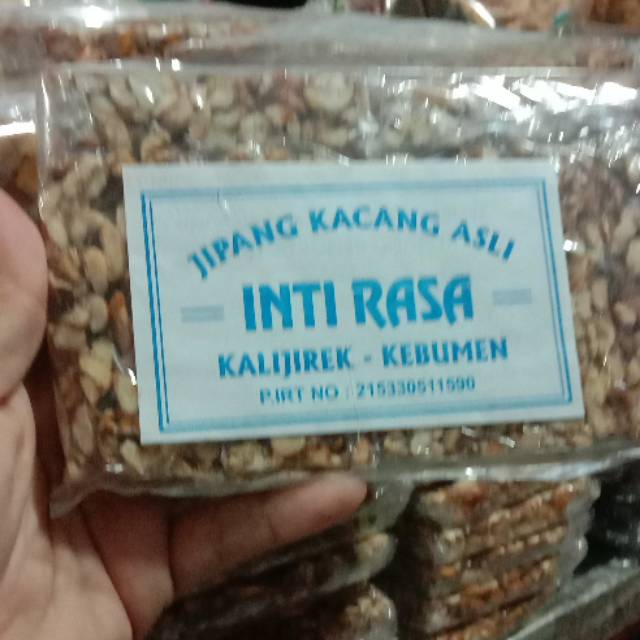 JIPANG KACANG ASLI
INTI RASA
KALIJIREK - KEBUMEN
P.IRT NO : 215330511590